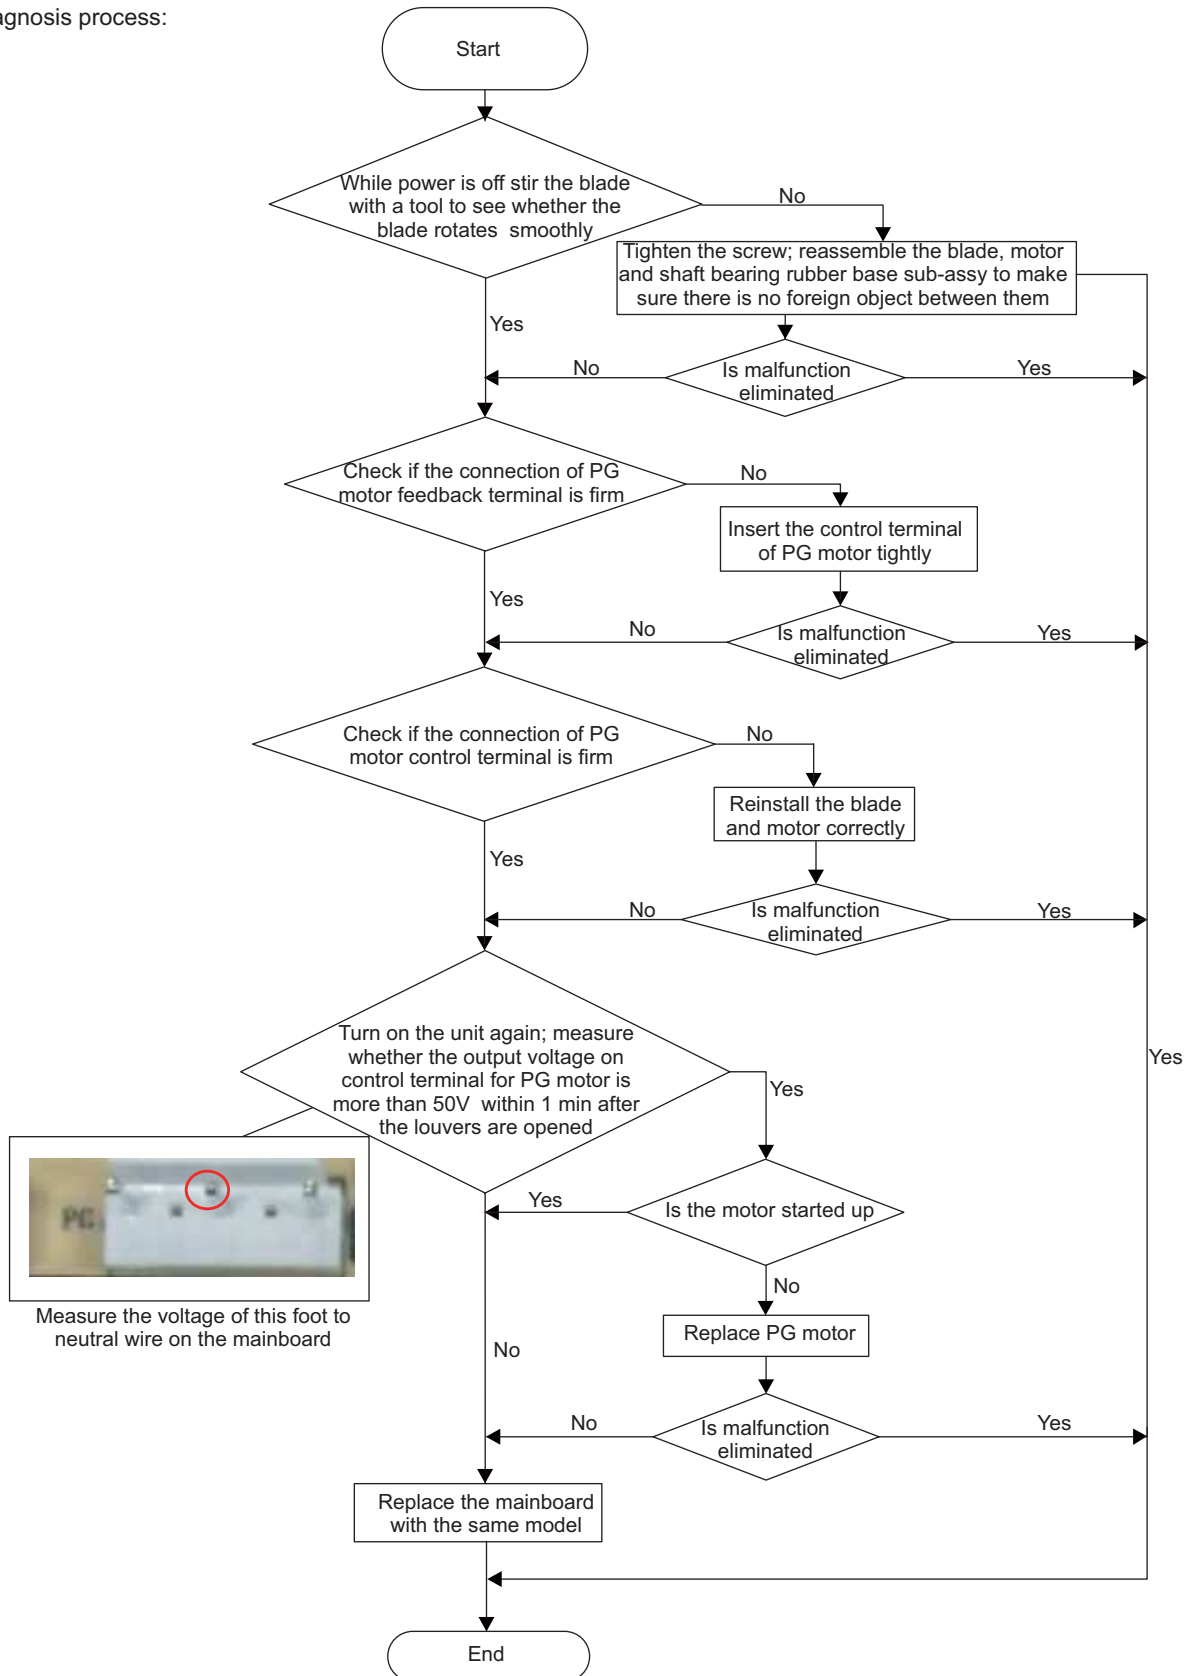 agnosis process:
Start
While power is off stir the blade
with a tool to see whether the
blade rotates smoothly
No
Tighten the screw; reassemble the blade, motor
and shaft bearing rubber base sub-assy to make
sure there is no foreign object between them
Yes
No
Is malfunction
eliminated
Yes
Check if the connection of PG
motor feedback terminal is firm
No
Insert the control terminal
of PG motor tightly
Yes
No
Is malfunction
eliminated
Yes
Check if the connection of PG
motor control terminal is firm
No
Reinstall the blade
and motor correctly
Yes
No
Is malfunction
eliminated
Yes
Turn on the unit again; measure
whether the output voltage on
control terminal for PG motor is
more than 50V within 1 min after
the louvers are opened
Yes
Yes
PG
Yes
Is the motor started up
No
Measure the voltage of this foot to
neutral wire on the mainboard
Replace PG motor
No
No
Is malfunction
eliminated
Yes
Replace the mainboard
with the same model
End